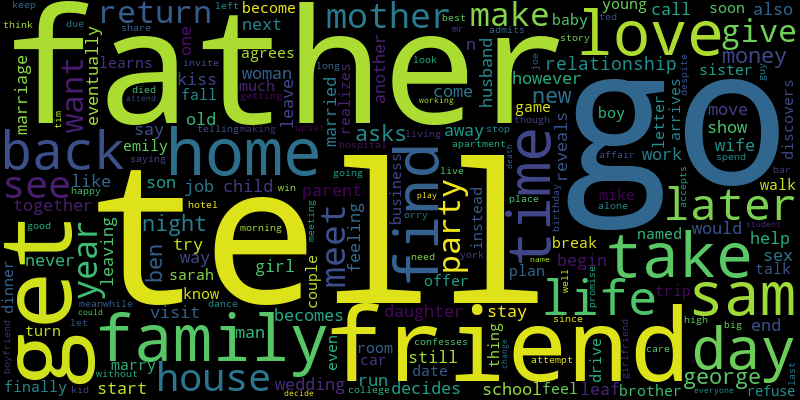 keep
left
become
return
mother
make
baby
young
call
soon
also
ted
best
think
due
share
invite
next
agrees
mr
admits
story
love
give
father
go
marriage
eventually
want
learns
one
kiss
fall
woman
much
leave
another
realizes
married
long
look
come
n
husband
relationship
however
new
money
sister
despite
guy
discovers
joe
died
attend
tim
old
getting
working
game
boy
affair
letter
arrive
move
show
wife
spend
back
home
say
emily
saying
telling
making
upset
hospital
asks
living
away
stop
though
apartment
reveals
work
see
like
son
job
child
win
parent
going
live
business
find
instead
death
time
mike
alone
accepts
bar
walk
together
happy
hotel
tell
play
place
birthday
later
student
good
get
never
year
leaving
night
try
way
ben
sarah
know
girl
morning
meeting
meet
feeling
couple
orry
need
party
york
offer
plan
name
begin
break
named
would
help
sex
talk
dinner
meanwhile
could
visit
dance
becomes
daughter
stay
well
since
promise
take
trip
life
sam
turn
let
family
man
friend
thing
high
big
end
day
boyfriend
house
marry
even
room
car
still
confesses
date
attempt
change
drive
girlfriend
care
george
finally
kid
without
start
wedding
decide
run
college
decides
school
feel
leaf
brother
everyone
refuse
last